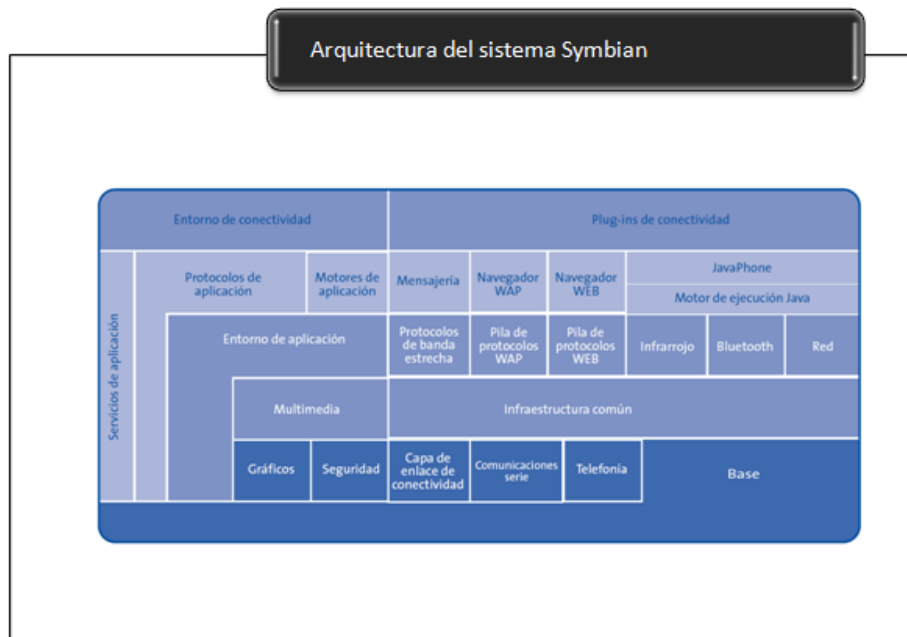 Arquitectura del sistema Symbian
Entorno de conectividad
Plug-ins de conectividad
Servicios de aplicación
Protocolos de
aplicación
Motores de
aplicación
Mensajería
Navegador
WAP
Navegador
WEB
JavaPhone
Motor de ejecución Java
Entorno de aplicación
Protocolos
de banda
estrecha
Pila de
protocolos
WAP
Pila de
protocolos
WEB
Infrarrojo
Bluetooth
Red
Multimedia
Infraestructura común
Gráficos
Seguridad
Capa de
enlace de
conectividad
Comunicaciones
serie
Telefonía
Base